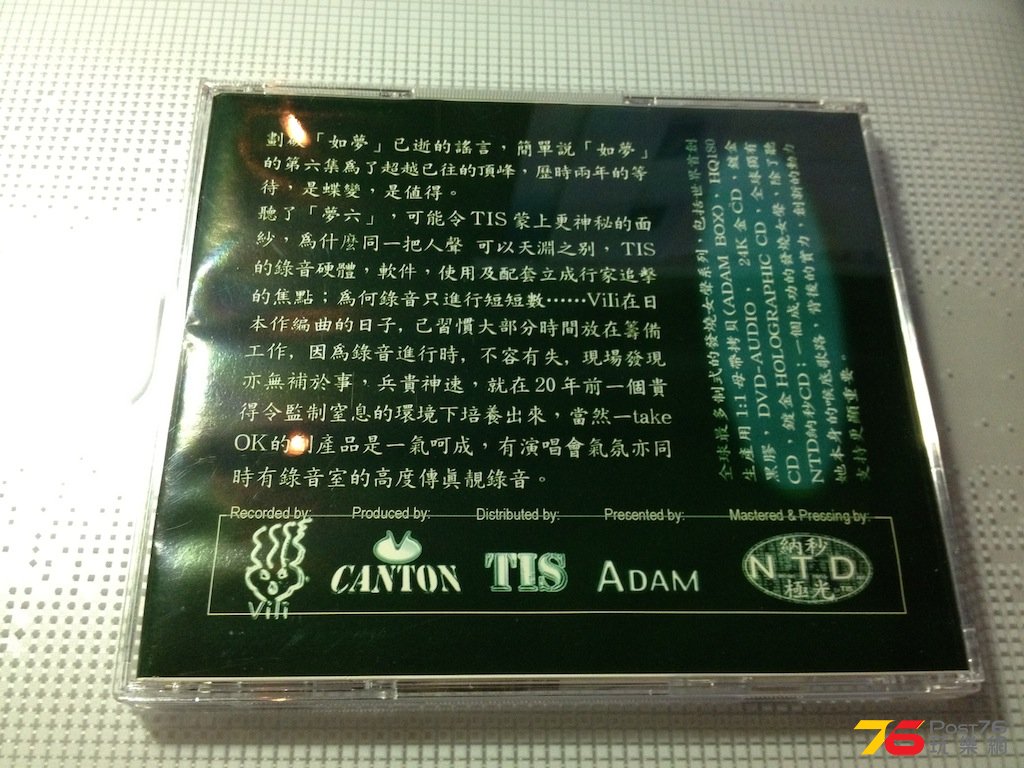 劃破「如夢」已逝的謠言，簡單説「如夢」
的第六集為了超越已往的頂峰，歷時兩年的等
待，是蝶變，是值得。
聽了「夢六」，可能令TIS蒙上更神秘的面
紗，為什麼同一把人聲 可以天淵之别，TIS
的錄音硬體，軟件，使用及配套立成行家追擊
的焦點；為何錄音只進行短短數……Vili在日
本作編曲的日子, 已習慣大部分時間放在籌備
工作, 因為錄音進行時, 不容有失, 現場發現
亦無補於事，兵貴神速，就在20年前一個貴
得令監制窒息的環境下培養出來，當然一take
OK的副產品是一氣呵成，有演唱會氣氛亦同
時有錄音室的高度傳眞靚錄音。
全球最多制式的發燒女聲系列，包括世界首創
生產用1:1母帶拷貝(ADAM BOX)，HQ180
黑膠，DVD-AUDIO，24K金CD，鍍金
CD，鍍金HOLOGRAPHIC CD，全球獨有
NTD納秒CD；一個成功的發燒女聲，除了聽
她本身的喉底歌路，背後的實力，創新的動力
支持更顯重要。
Recorded by: Produced by: Distributed by: Presented by: Mastered & Pressing by:
Vili
CANTON
TIS
ADAM
納秒
NTD
極光
TM
76 Post76
玩樂網